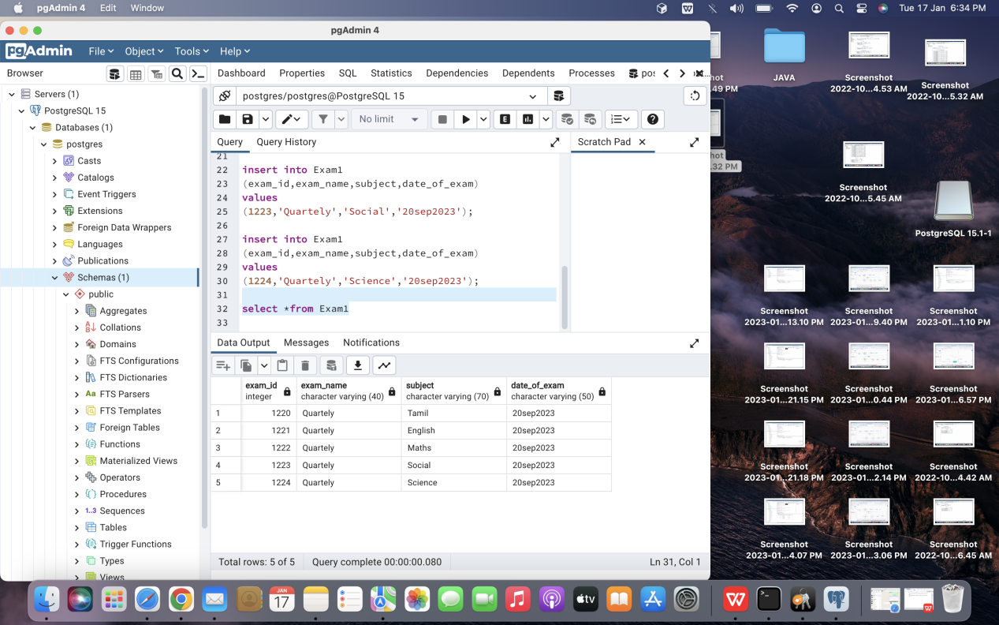 pgAdmin 4 Edit Window
Tue 17 Jan 6:34 PM
pgAdmin 4
pgAdmin File Object Tools Help
Browser
Dashboard Properties SQL Statistics Dependencies Dependents Processes
postgres/postgres@PostgreSQL 15
No limit
Query Query History
Scratch Pad
21
22 insert into Exam1
23 (exam_id,exam_name,subject,date_of_exam)
24 values
25 (1223,'Quartely','Social','20sep2023');
26
27 insert into Exam1
28 (exam_id,exam_name,subject,date_of_exam)
29 values
30 (1224,'Quartely','Science','20sep2023');
31
32 select *from Exam1
33
Data Output Messages Notifications
exam_id
integer
exam_name
character varying (40)
subject
character varying (70)
date_of_exam
character varying (50)
1 1220 Quartely Tamil 20sep2023
2 1221 Quartely English 20sep2023
3 1222 Quartely Maths 20sep2023
4 1223 Quartely Social 20sep2023
5 1224 Quartely Science 20sep2023
Total rows: 5 of 5 Query complete 00:00:00.080 Ln 31, Col 1
Servers (1)
PostgreSQL 15
Databases (1)
postgres
Casts
Catalogs
Event Triggers
Extensions
Foreign Data Wrappers
Languages
Publications
Schemas (1)
public
Aggregates
Collations
Domains
FTS Configurations
FTS Dictionaries
Aa FTS Parsers
FTS Templates
Foreign Tables
Functions
Materialized Views
Operators
Procedures
1..3 Sequences
Tables
Trigger Functions
Types
Views
JAVA
Screenshot
2022-10...4.53 AM
Screenshot
2022-10...5.32 AM
Screenshot
2022-10...5.45 AM
PostgreSQL 15.1-1
Screenshot
2023-01...13.10 PM
Screenshot
2023-01...9.40 PM
Screenshot
2023-01...1.10 PM
Screenshot
2023-01...21.15 PM
Screenshot
2023-01...0.44 PM
Screenshot
2023-01...6.57 PM
Screenshot
2023-01...21.18 PM
Screenshot
2023-01...2.14 PM
Screenshot
2022-10...4.42 AM
Screenshot
2023-01...4.07 PM
Screenshot
2023-01...3.06 PM
Screenshot
2022-10...6.45 AM
JAN
17
tv